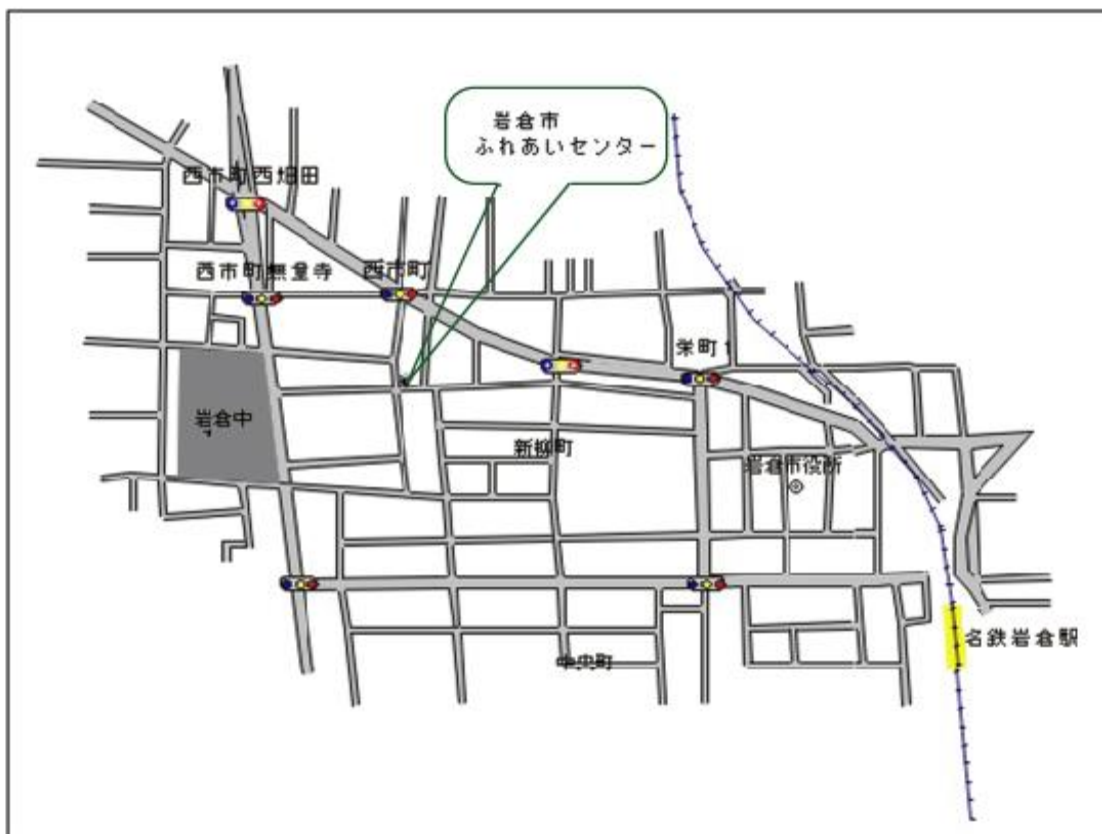 岩倉市
ふれあいセンター
西市町西畑田
西市町無量寺
西市町
栄町1
岩倉中
新柳町
岩倉市役所
名鉄岩倉駅
中央町